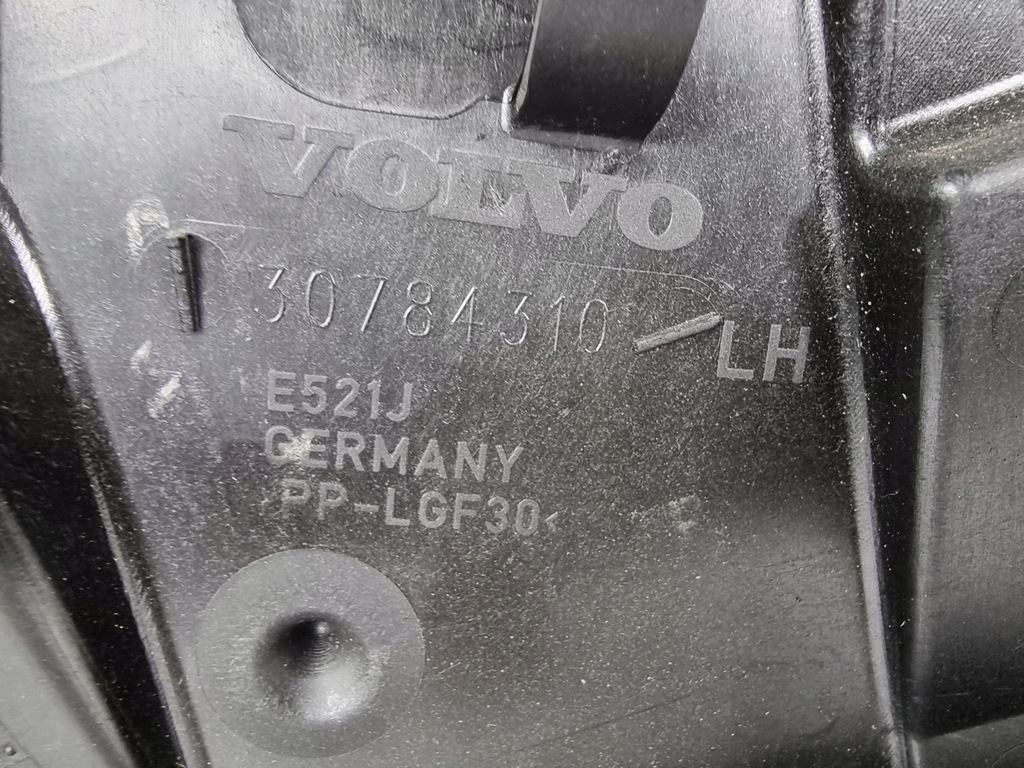 VOLVO
30784310 LH
E521J
GERMANY
PP-LGF30<